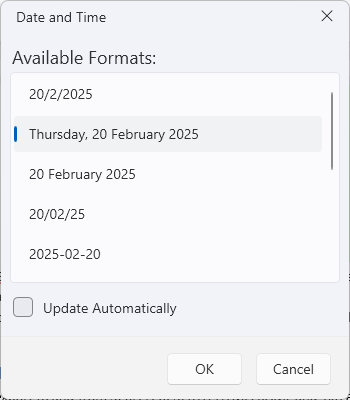 Date and Time
Available Formats:
20/2/2025
Thursday, 20 February 2025
20 February 2025
20/02/25
2025-02-20
Update Automatically
OK Cancel